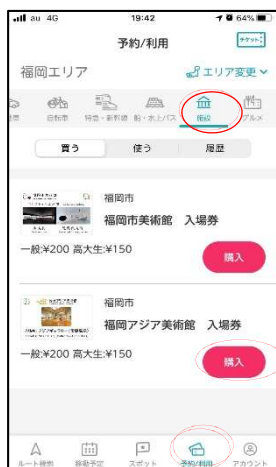 au 4G 19:42 64%
予約/利用
チケット
福岡エリア エリア変更
自転車 特急・新幹線 船・水上バス 施設 グルメ
買う 使う 履歴
福岡市
福岡市美術館 入場券
一般:¥200 高大生:¥150
購入
福岡市
福岡アジア美術館 入場券
一般:¥200 高大生:¥150
購入
ルート検索 移動予定 スポット 予約/利用 アカウント